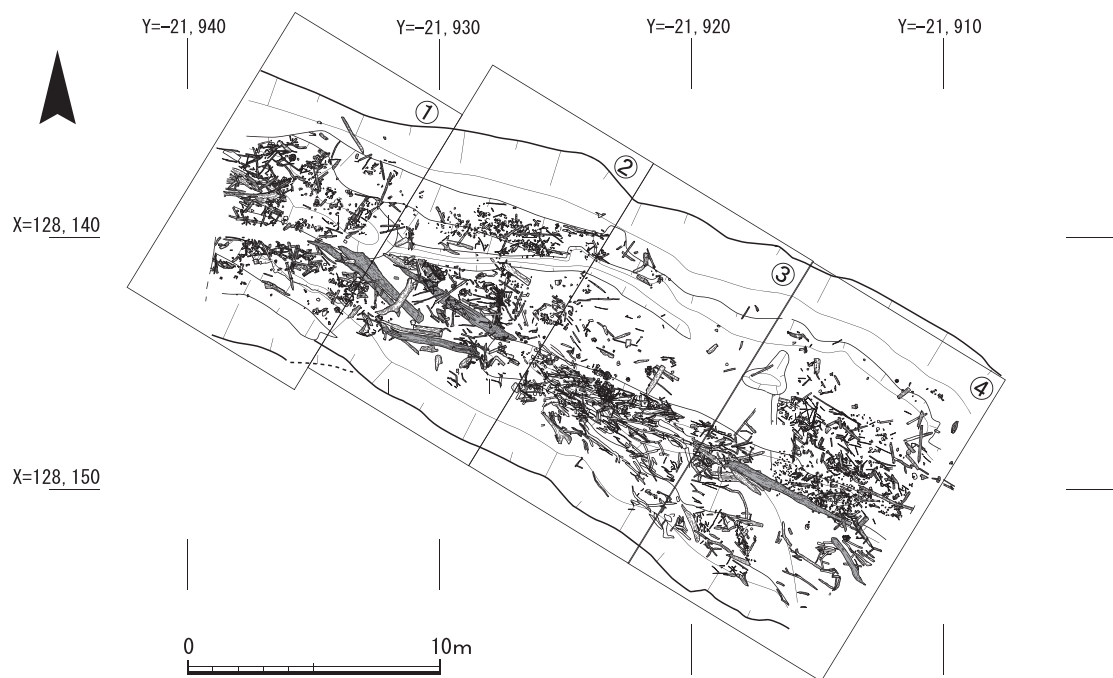 Y=-21,940
Y=-21,930
Y=-21,920
Y=-21,910
①
②
X=128,140
③
④
X=128,150
0
10m